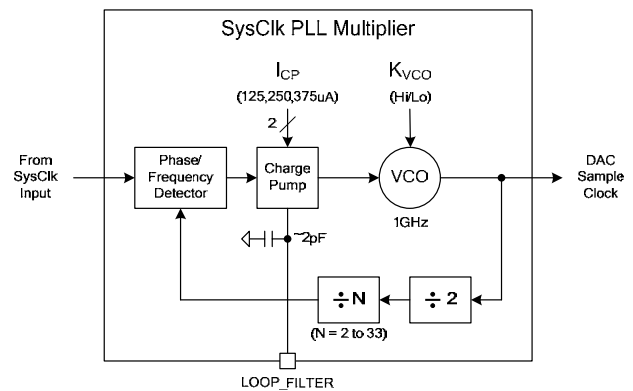 SysClk PLL Multiplier
I_CP
(125,250,375uA)
2
K_VCO
(Hi/Lo)
From
SysClk
Input
Phase/
Frequency
Detector
Charge
Pump
VCO
1GHz
DAC
Sample
Clock
~2pF
÷N
(N = 2 to 33)
÷ 2
LOOP_FILTER